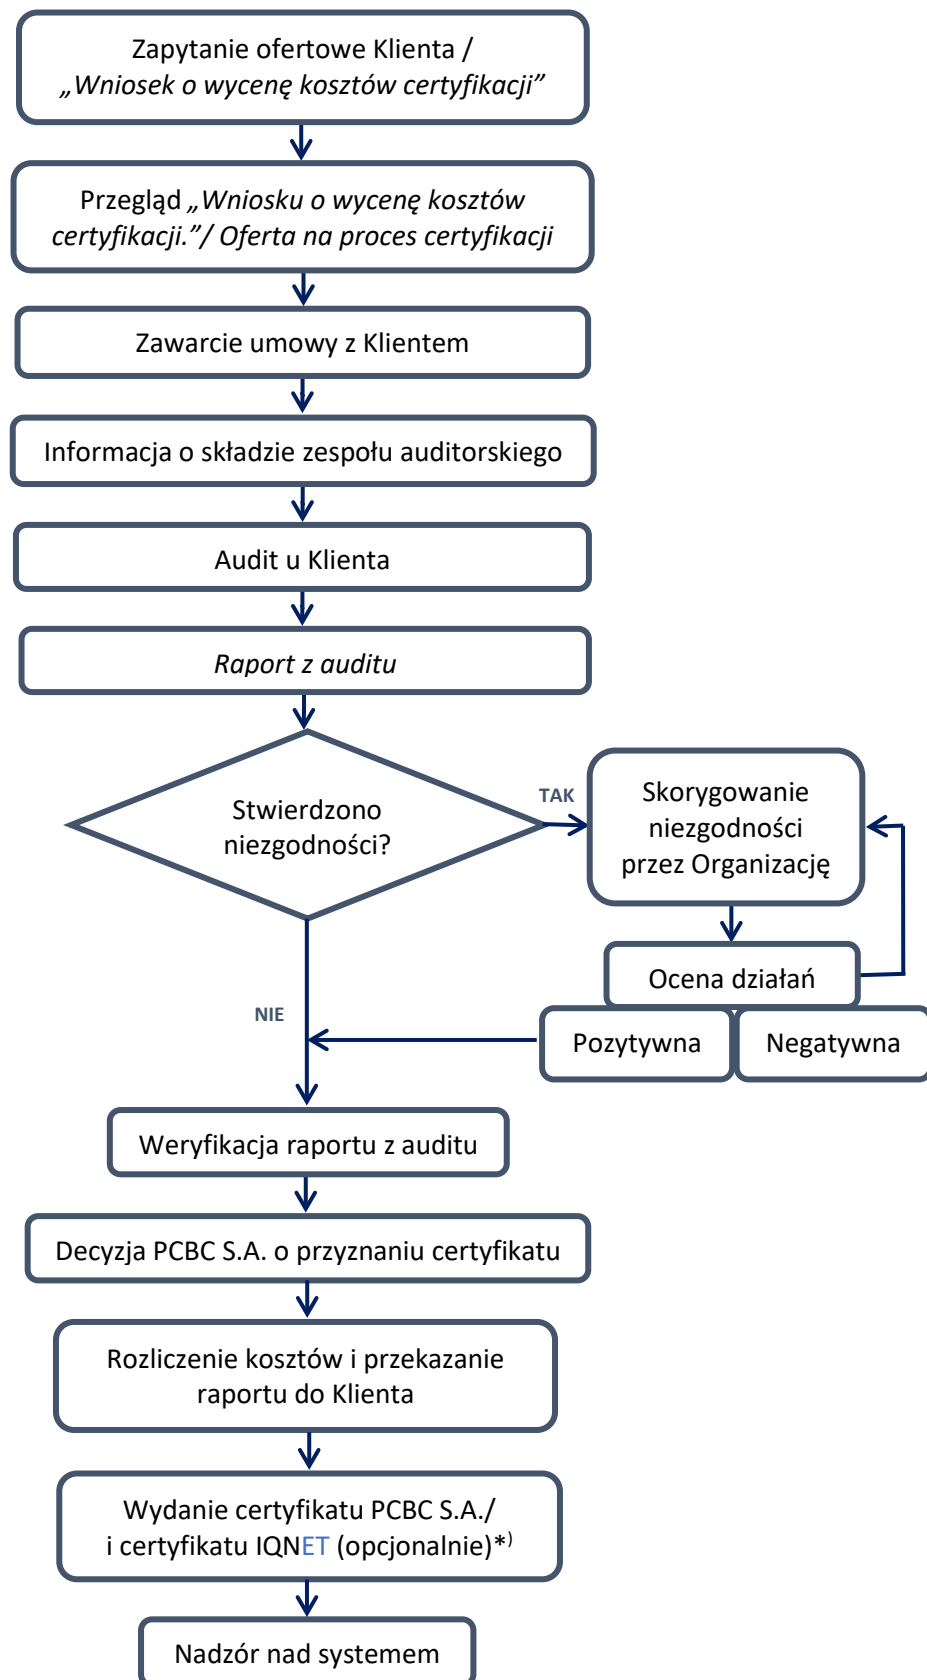 Zapytanie ofertowe Klienta /
„Wniosek o wycenę kosztów certyfikacji”
Przegląd „Wniosku o wycenę kosztów
certyfikacji.”/ Oferta na proces certyfikacji
Zawarcie umowy z Klientem
Informacja o składzie zespołu auditorskiego
Audit u Klienta
Raport z auditu
Stwierdzono
niezgodności?
TAK
Skorygowanie
niezgodności
przez Organizację
Ocena działań
Pozytywna
Negatywna
NIE
Weryfikacja raportu z auditu
Decyzja PCBC S.A. o przyznaniu certyfikatu
Rozliczenie kosztów i przekazanie
raportu do Klienta
Wydanie certyfikatu PCBC S.A./
i certyfikatu IQNET (opcjonalnie)*)
Nadzór nad systemem